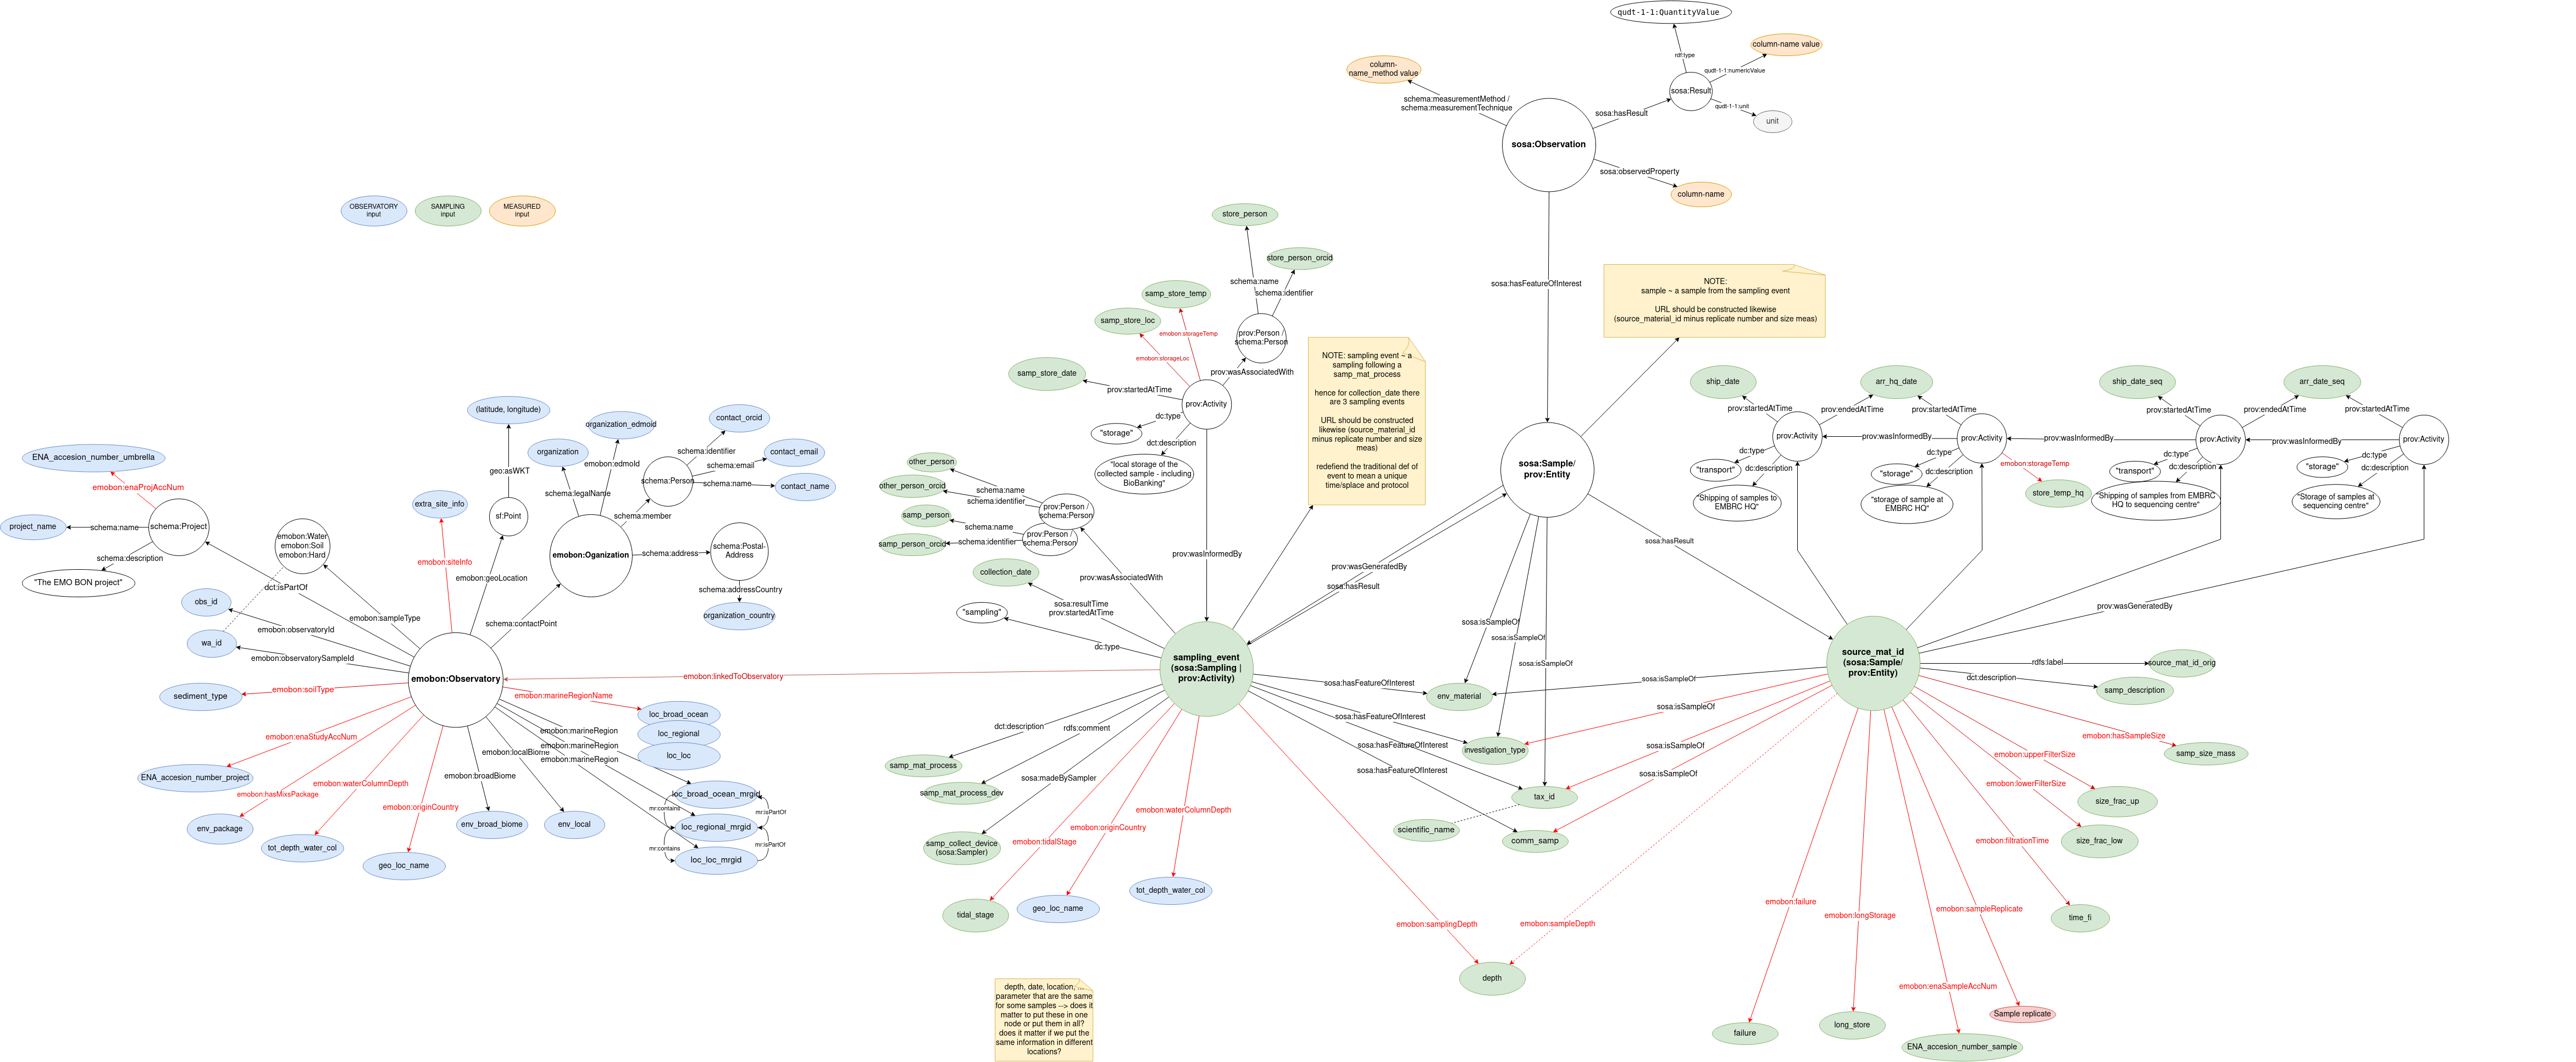 qudt-1-1:QuantityValue
column-name value
rdf:type
column-
name_method value
qudt-1-1:numericValue
sosa:Result
qudt-1-1:unit
unit
schema:measurementMethod /
schema:measurementTechnique
sosa:hasResult
sosa:Observation
sosa:observedProperty
column-name
OBSERVATORY
input
SAMPLING
input
MEASURED
input
store_person
store_person_orcid
schema:name
schema:identifier
sosa:hasFeatureOfInterest
NOTE:
sample ~ a sample from the sampling event
URL should be constructed likewise
(source_material_id minus replicate number and size meas)
samp_store_temp
samp_store_loc
emobon:storageTemp
emobon:storageLoc
prov:Person /
schema:Person
prov:wasAssociatedWith
samp_store_date
prov:startedAtTime
prov:Activity
dc:type
"storage"
dct:description
"local storage of the
collected sample - including
BioBanking"
NOTE: sampling event ~ a
sampling following a
samp_mat_process
hence for collection_date there
are 3 sampling events
URL should be constructed
likewise (source_material_id
minus replicate number and size
meas)
redefiend the traditional def of
event to mean a unique
time/splace and protocol
ship_date
arr_hq_date
ship_date_seq
arr_date_seq
prov:startedAtTime
prov:endedAtTime
prov:startedAtTime
prov:startedAtTime
prov:endedAtTime
prov:startedAtTime
prov:Activity
prov:wasInformedBy
prov:Activity
prov:wasInformedBy
prov:Activity
prov:wasInformedBy
prov:Activity
dc:type
dc:description
"transport"
"Shipping of samples to
EMBRC HQ"
dc:type
dc:description
"storage"
"storage of sample at
EMBRC HQ"
emobon:storageTemp
store_temp_hq
dc:type
dc:description
"transport"
"Shipping of samples from EMBRC
HQ to sequencing centre"
dc:type
dc:description
"storage"
"Storage of samples at
sequencing centre"
sosa:Sample/
prov:Entity
(latitude, longitude)
geo:asWKT
sf:Point
organization
organization_edmoid
emobon:edmoId
schema:legalName
contact_orcid
contact_email
contact_name
schema:identifier
schema:email
schema:name
schema:Person
schema:member
emobon:Oganization
schema:address
schema:Postal-
Address
schema:addressCountry
organization_country
ENA_accesion_number_umbrella
emobon:enaProjAccNum
project_name
schema:name
schema:Project
schema:description
"The EMO BON project"
extra_site_info
emobon:siteInfo
emobon:Water
emobon:Soil
emobon:Hard
dct:isPartOf
emobon:sampleType
emobon:geoLocation
schema:contactPoint
obs_id
emobon:observatoryId
wa_id
emobon:observatorySampleId
emobon:Observatory
sediment_type
emobon:soilType
emobon:enaStudyAccNum
ENA_accesion_number_project
emobon:hasMixsPackage
env_package
emobon:waterColumnDepth
tot_depth_water_col
emobon:originCountry
geo_loc_name
emobon:broadBiome
env_broad_biome
emobon:localBiome
env_local
emobon:marineRegionName
loc_broad_ocean
loc_regional
loc_loc
emobon:marineRegion
emobon:marineRegion
emobon:marineRegion
loc_broad_ocean_mrgid
loc_regional_mrgid
loc_loc_mrgid
mr:contains
mr:contains
mr:isPartOf
mr:isPartOf
emobon:linkedToObservatory
other_person
other_person_orcid
samp_person
samp_person_orcid
schema:name
schema:identifier
schema:name
schema:identifier
prov:Person /
schema:Person
prov:Person /
schema:Person
prov:wasAssociatedWith
prov:wasInformedBy
collection_date
sosa:resultTime
prov:startedAtTime
"sampling"
dc:type
sampling_event
(sosa:Sampling |
prov:Activity)
prov:wasGeneratedBy
sosa:hasResult
dct:description
samp_mat_process
rdfs:comment
samp_mat_process_dev
sosa:madeBySampler
samp_collect_device
(sosa:Sampler)
emobon:tidalStage
tidal_stage
emobon:originCountry
geo_loc_name
emobon:waterColumnDepth
tot_depth_water_col
emobon:samplingDepth
depth
emobon:sampleDepth
sosa:hasFeatureOfInterest
sosa:hasFeatureOfInterest
sosa:hasFeatureOfInterest
sosa:hasFeatureOfInterest
sosa:isSampleOf
sosa:isSampleOf
sosa:isSampleOf
env_material
investigation_type
tax_id
scientific_name
comm_samp
sosa:isSampleOf
sosa:isSampleOf
sosa:isSampleOf
sosa:isSampleOf
sosa:hasResult
source_mat_id
(sosa:Sample/
prov:Entity)
prov:wasGeneratedBy
rdfs:label
source_mat_id_orig
dct:description
samp_description
emobon:hasSampleSize
samp_size_mass
emobon:upperFilterSize
size_frac_up
emobon:lowerFilterSize
size_frac_low
emobon:filtrationTime
time_fi
emobon:sampleReplicate
Sample replicate
emobon:enaSampleAccNum
ENA_accesion_number_sample
emobon:longStorage
long_store
emobon:failure
failure
depth, date, location, ...
parameter that are the same
for some samples --> does it
matter to put these in one
node or put them in all?
does it matter if we put the
same information in different
locations?